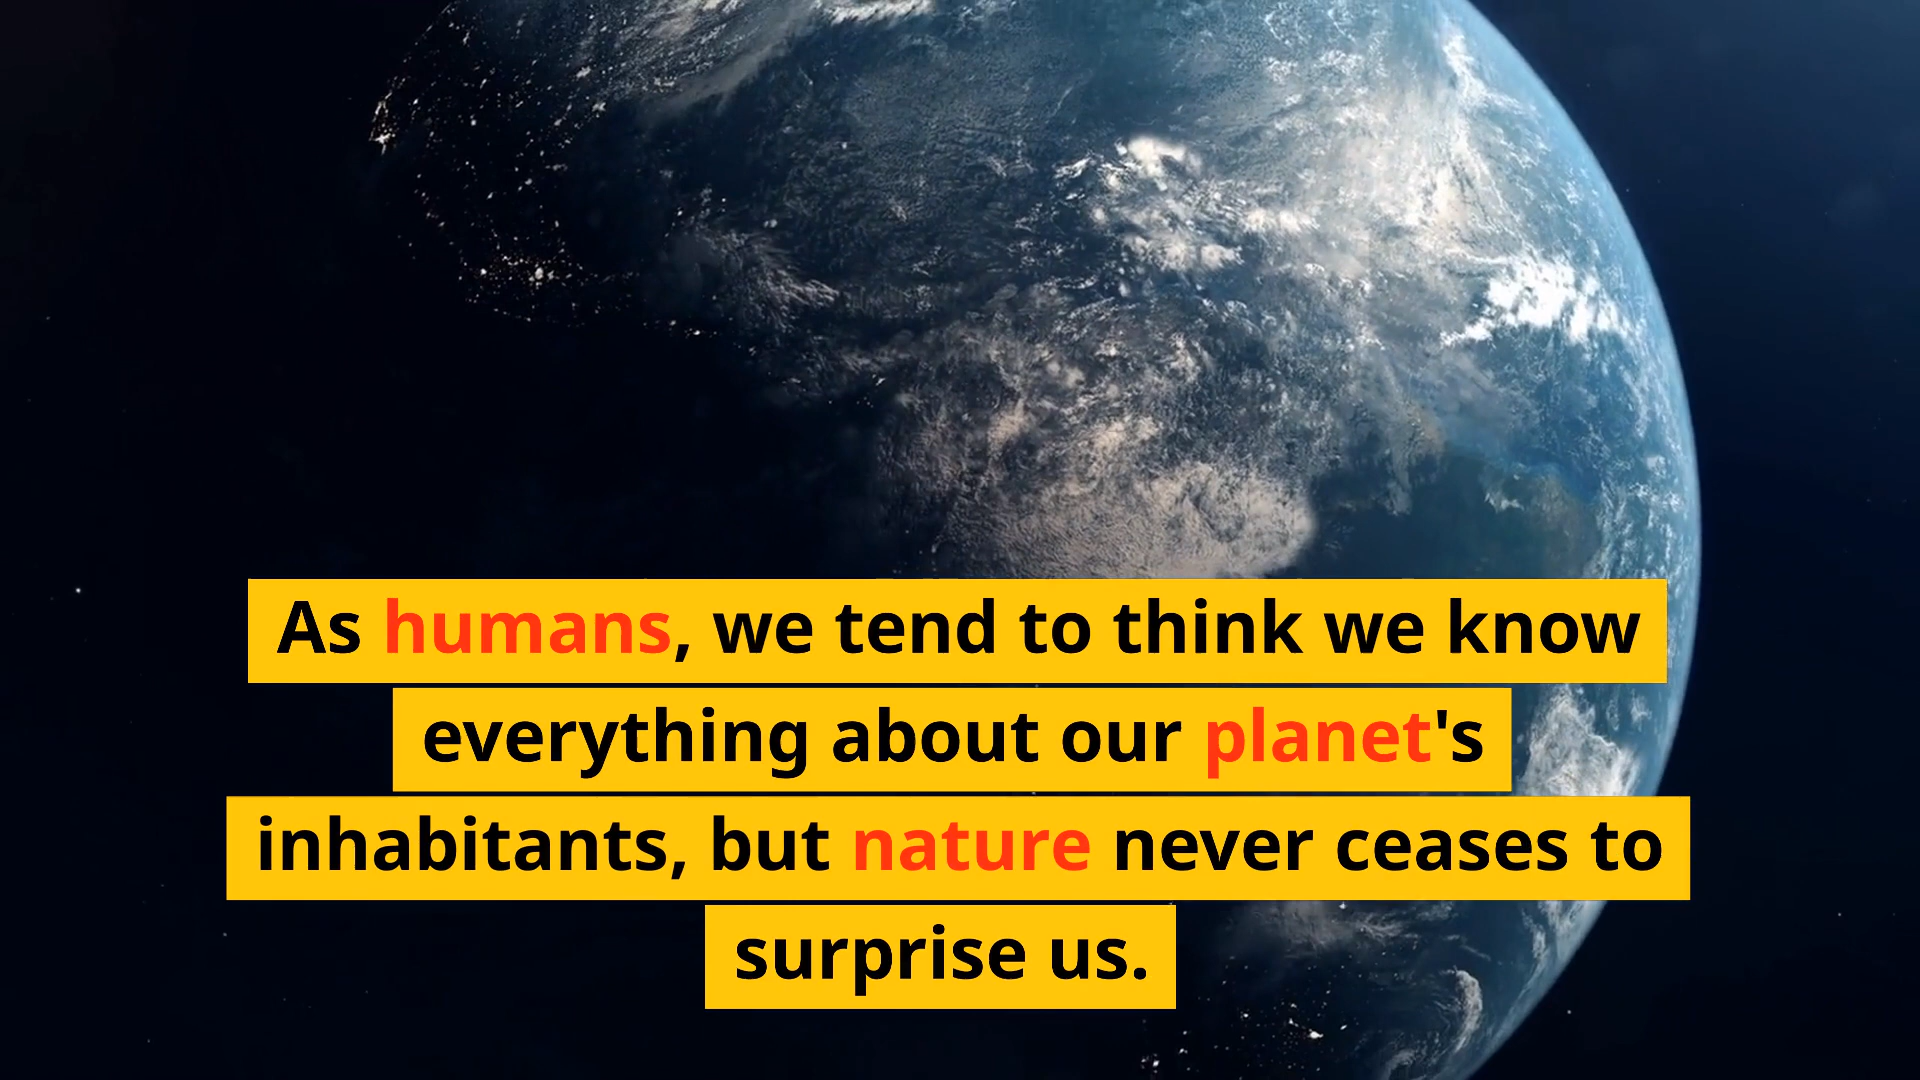 As humans, we tend to think we know
everything about our planet's
inhabitants, but nature never ceases to
surprise us.